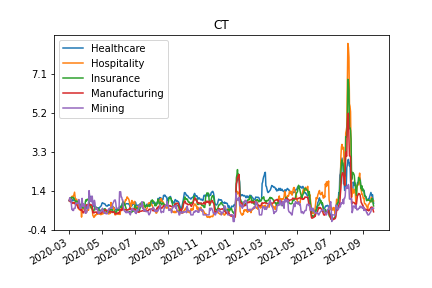 CT
Healthcare
Hospitality
Insurance
Manufacturing
Mining
7.1
5.2
3.3
1.4
-0.4
2020-03
2020-05
2020-07
2020-09
2020-11
2021-01
2021-03
2021-05
2021-07
2021-09